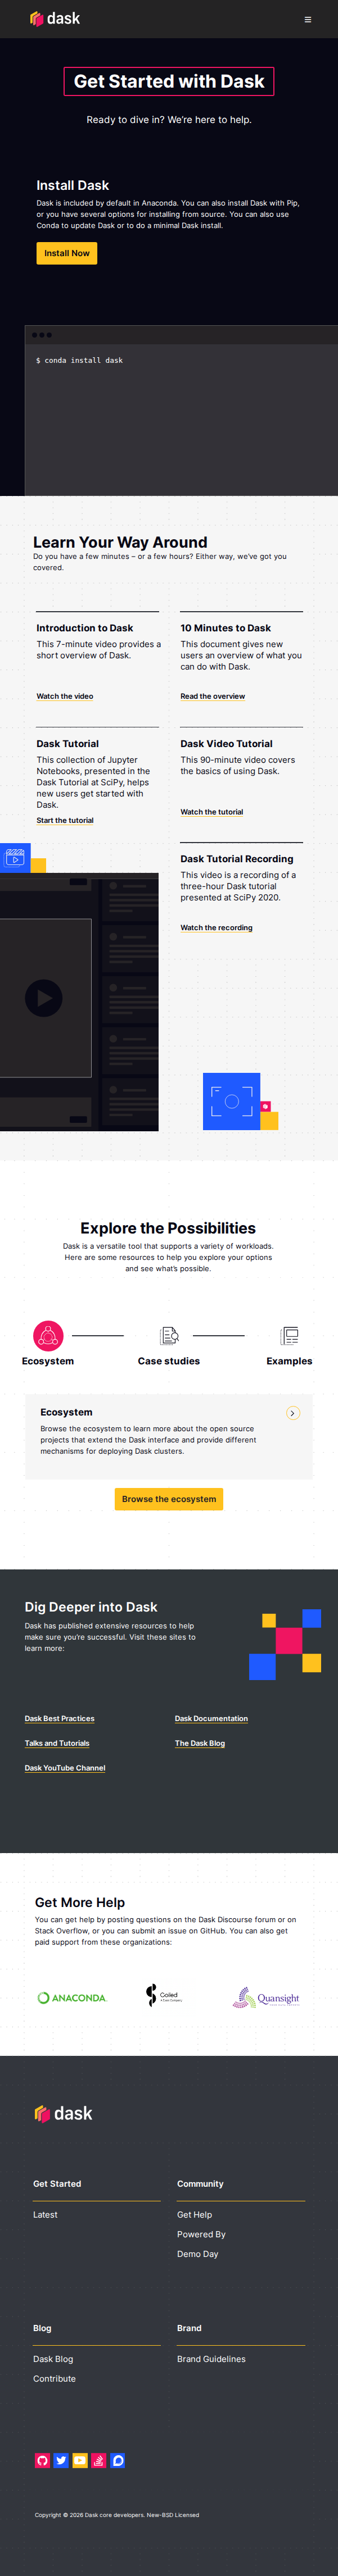 dask
Get Started with Dask
Ready to dive in? We’re here to help.
Install Dask
Dask is included by default in Anaconda. You can also install Dask with Pip,
or you have several options for installing from source. You can also use
Conda to update Dask or to do a minimal Dask install.
Install Now
$ conda install dask
Learn Your Way Around
Do you have a few minutes – or a few hours? Either way, we’ve got you
covered.
Introduction to Dask
This 7-minute video provides a
short overview of Dask.
Watch the video
10 Minutes to Dask
This document gives new
users an overview of what you
can do with Dask.
Read the overview
Dask Tutorial
This collection of Jupyter
Notebooks, presented in the
Dask Tutorial at SciPy, helps
new users get started with
Dask.
Start the tutorial
Dask Video Tutorial
This 90-minute video covers
the basics of using Dask.
Watch the tutorial
Dask Tutorial Recording
This video is a recording of a
three-hour Dask tutorial
presented at SciPy 2020.
Watch the recording
Explore the Possibilities
Dask is a versatile tool that supports a variety of workloads.
Here are some resources to help you explore your options
and see what’s possible.
Ecosystem
Case studies
Examples
Ecosystem
Browse the ecosystem to learn more about the open source
projects that extend the Dask interface and provide different
mechanisms for deploying Dask clusters.
Browse the ecosystem
Dig Deeper into Dask
Dask has published extensive resources to help
make sure you’re successful. Visit these sites to
learn more:
Dask Best Practices
Dask Documentation
Talks and Tutorials
The Dask Blog
Dask YouTube Channel
Get More Help
You can get help by posting questions on the Dask Discourse forum or on
Stack Overflow, or you can submit an issue on GitHub. You can also get
paid support from these organizations:
ANACONDA
Coiled
Quansight
dask
Get Started
Latest
Community
Get Help
Powered By
Demo Day
Blog
Dask Blog
Contribute
Brand
Brand Guidelines
Copyright © 2026 Dask core developers. New-BSD Licensed